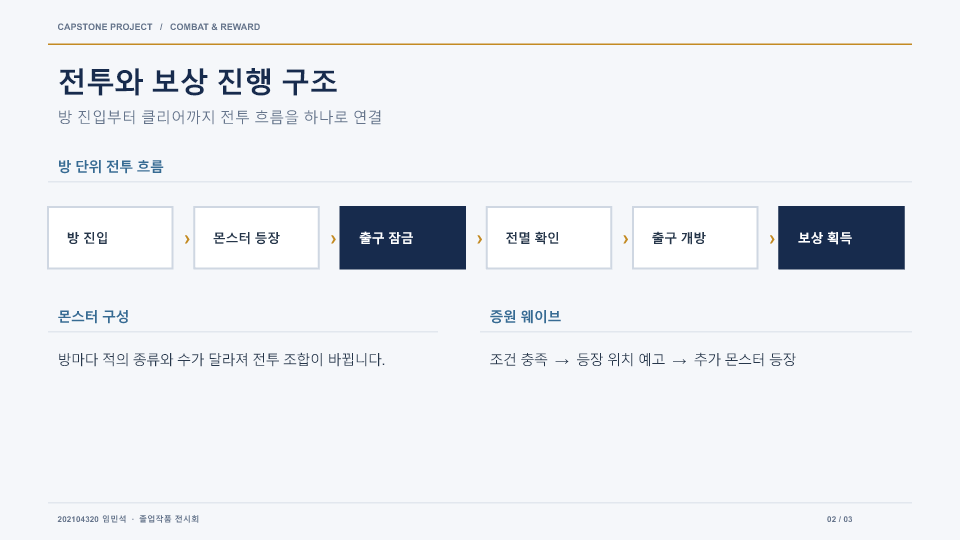 CAPSTONE PROJECT / COMBAT & REWARD
전투와 보상 진행 구조
방 진입부터 클리어까지 전투 흐름을 하나로 연결
방 단위 전투 흐름
방 진입 › 몬스터 등장 › 출구 잠금 › 전멸 확인 › 출구 개방 › 보상 획득
몬스터 구성
방마다 적의 종류와 수가 달라져 전투 조합이 바뀝니다.
증원 웨이브
조건 충족 → 등장 위치 예고 → 추가 몬스터 등장
202104320 임민석 · 졸업작품 전시회
02 / 03